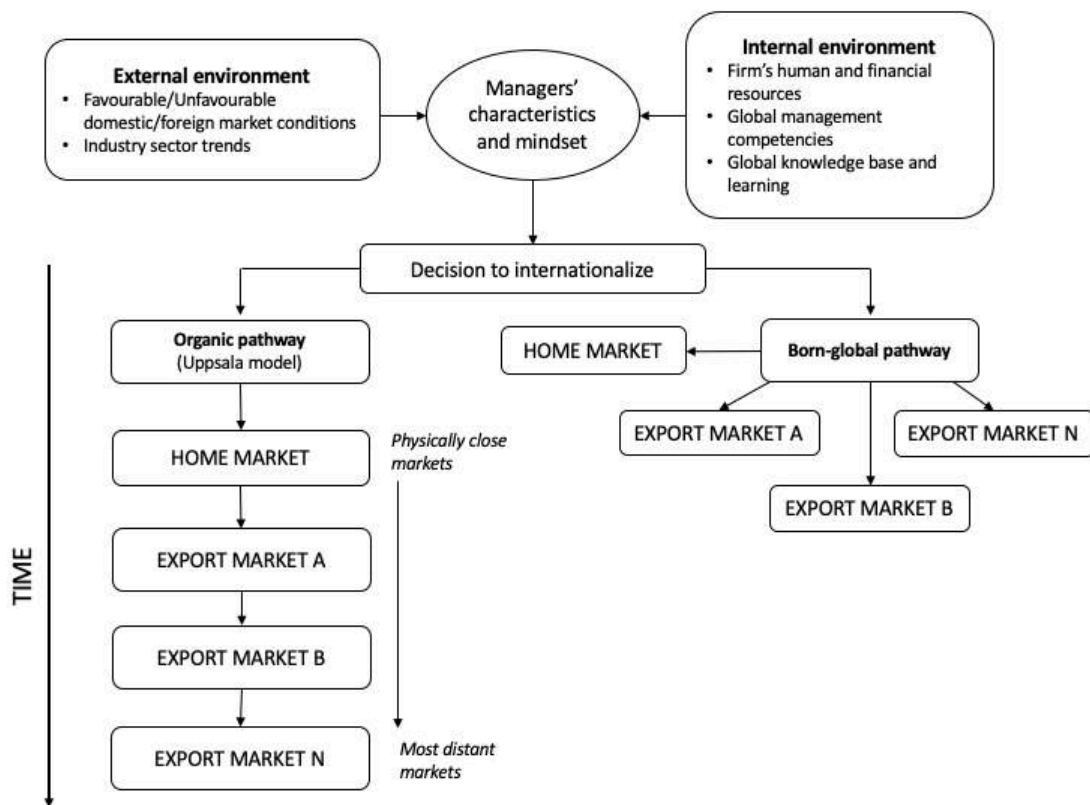 External environment
• Favourable/Unfavourable
domestic/foreign market conditions
• Industry sector trends
Managers'
characteristics
and mindset
Internal environment
• Firm's human and financial
resources
• Global management
competencies
• Global knowledge base and
learning
Decision to internationalize
Organic pathway
(Uppsala model)
HOME MARKET
Born-global pathway
EXPORT MARKET A
EXPORT MARKET N
EXPORT MARKET B
HOME MARKET
Physically close
markets
EXPORT MARKET A
EXPORT MARKET B
EXPORT MARKET N
Most distant
markets
TIME